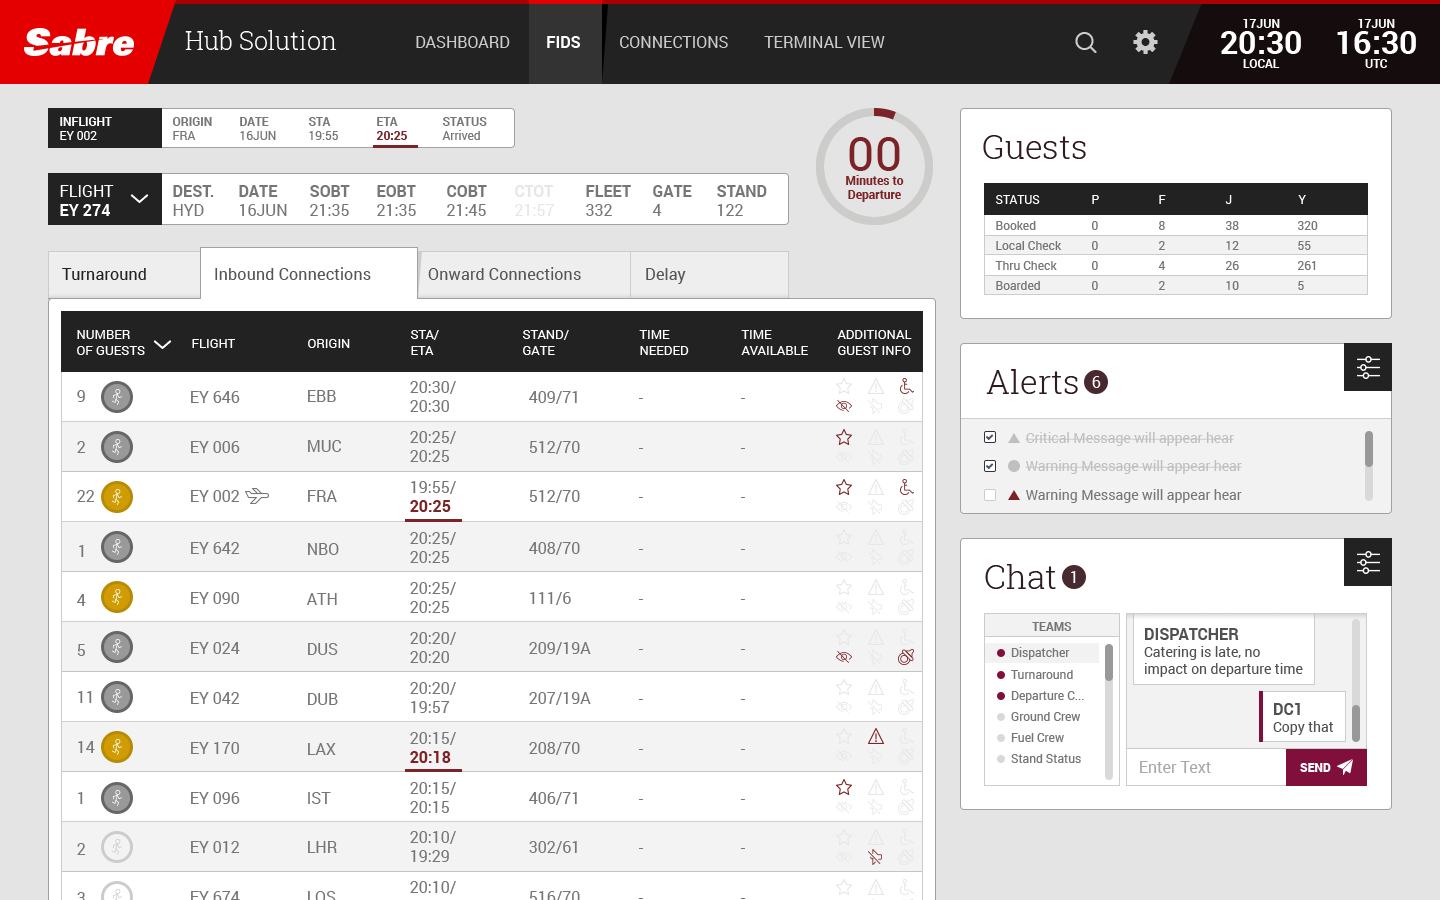 Sabre
Hub Solution
DASHBOARD
FIDS
CONNECTIONS
TERMINAL VIEW
17JUN
20:30
LOCAL
17JUN
16:30
UTC
INFLIGHT ORIGIN DATE STA ETA STATUS
EY 002 FRA 16JUN 19:55 20:25 Arrived
FLIGHT DEST. DATE SOBT EOBT COBT CTOT FLEET GATE STAND
EY 274 HYD 16JUN 21:35 21:35 21:45 21:57 332 4 122
00
Minutes to
Departure
Turnaround
Inbound Connections
Onward Connections
Delay
NUMBER OF GUESTS FLIGHT ORIGIN STA/ ETA STAND/ GATE TIME NEEDED TIME AVAILABLE ADDITIONAL GUEST INFO
9 EY 646 EBB 20:30/ 20:30 409/71 - -
2 EY 006 MUC 20:25/ 20:25 512/70 - -
22 EY 002 FRA 19:55/ 20:25 512/70 - -
1 EY 642 NBO 20:25/ 20:25 408/70 - -
4 EY 090 ATH 20:25/ 20:25 111/6 - -
5 EY 024 DUS 20:20/ 20:20 209/19A - -
11 EY 042 DUB 20:20/ 19:57 207/19A - -
14 EY 170 LAX 20:15/ 20:18 208/70 - -
1 EY 096 IST 20:15/ 20:15 406/71 - -
2 EY 012 LHR 20:10/ 19:29 302/61 - -
3 EY 674 LOS 20:10/ 516/70
Guests
STATUS P F J Y
Booked 0 8 38 320
Local Check 0 2 12 55
Thru Check 0 4 26 261
Boarded 0 2 10 5
Alerts 6
Critical Message will appear hear
Warning Message will appear hear
Warning Message will appear hear
Chat 1
TEAMS
Dispatcher
Turnaround
Departure C...
Ground Crew
Fuel Crew
Stand Status
DISPATCHER
Catering is late, no
impact on departure time
DC1
Copy that
Enter Text
SEND